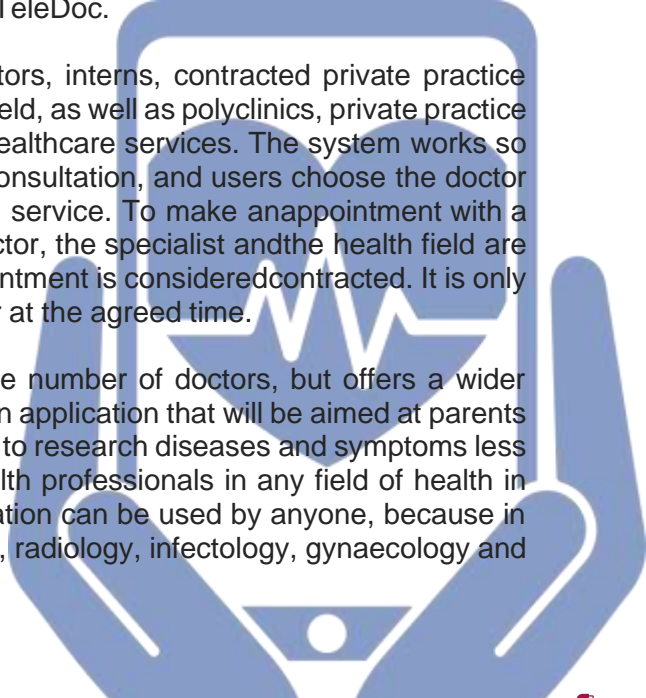 TeleDoc.
tors, interns, contracted private practice
eld, as well as polyclinics, private practice
ealthcare services. The system works so
onsultation, and users choose the doctor
service. To make anappointment with a
ctor, the specialist andthe health field are
ntment is consideredcontracted. It is only
r at the agreed time.
e number of doctors, but offers a wider
n application that will be aimed at parents
to research diseases and symptoms less
lth professionals in any field of health in
ation can be used by anyone, because in
, radiology, infectology, gynaecology and